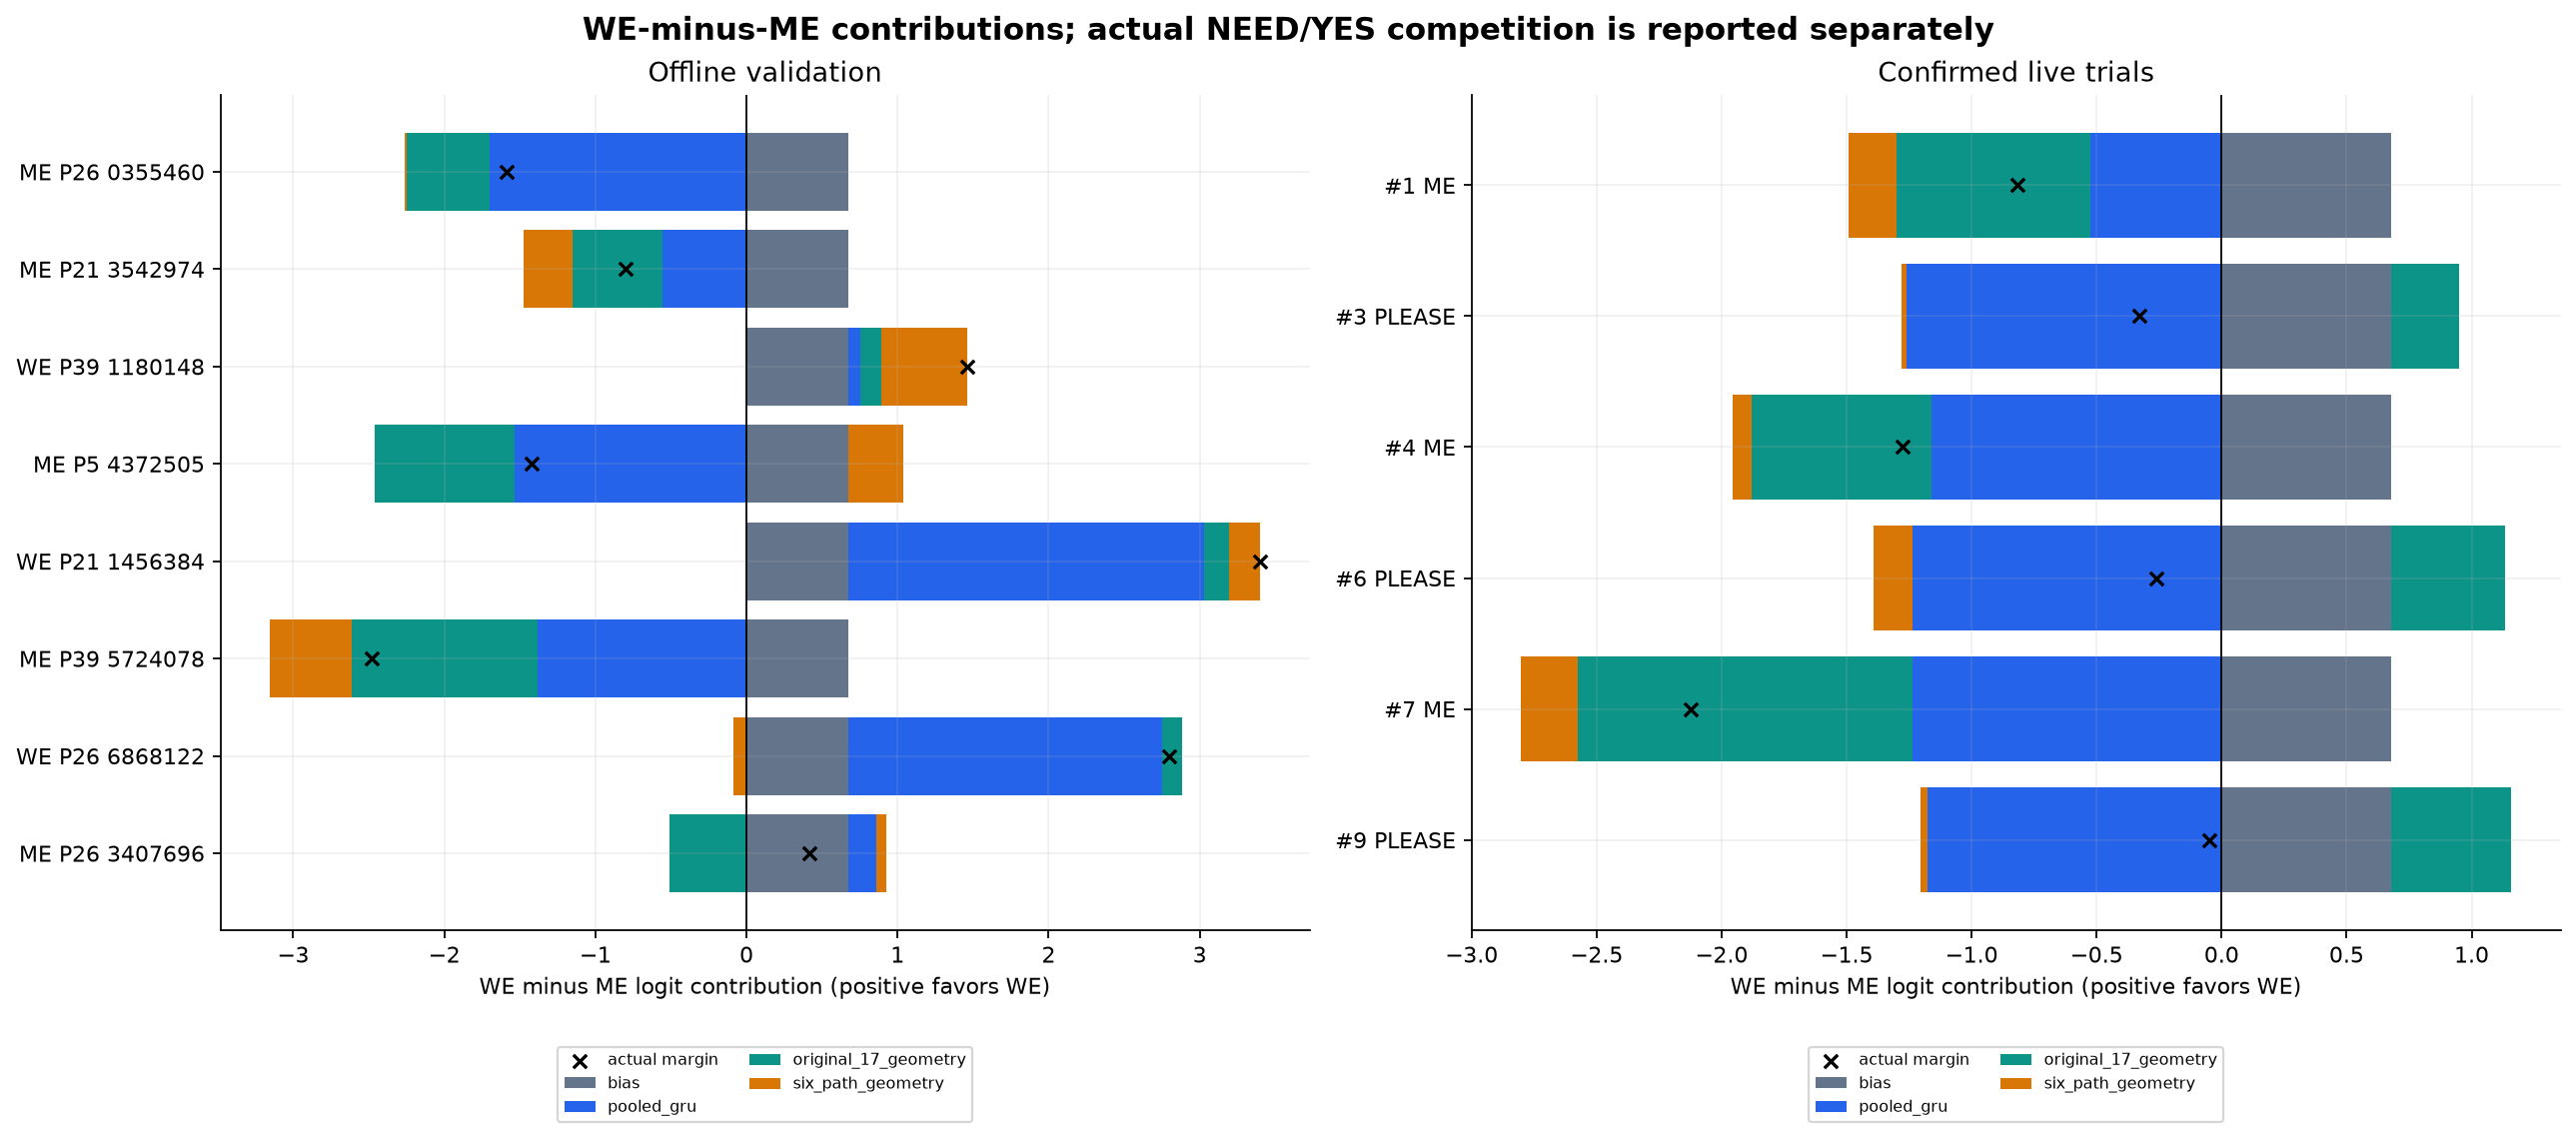 WE-minus-ME contributions; actual NEED/YES competition is reported separately
Offline validation
ME P26 0355460
ME P21 3542974
WE P39 1180148
ME P5 4372505
WE P21 1456384
ME P39 5724078
WE P26 6868122
ME P26 3407696
−3 −2 −1 0 1 2 3
WE minus ME logit contribution (positive favors WE)
actual margin
bias
pooled_gru
original_17_geometry
six_path_geometry
Confirmed live trials
#1 ME
#3 PLEASE
#4 ME
#6 PLEASE
#7 ME
#9 PLEASE
−3.0 −2.5 −2.0 −1.5 −1.0 −0.5 0.0 0.5 1.0
WE minus ME logit contribution (positive favors WE)
actual margin
bias
pooled_gru
original_17_geometry
six_path_geometry